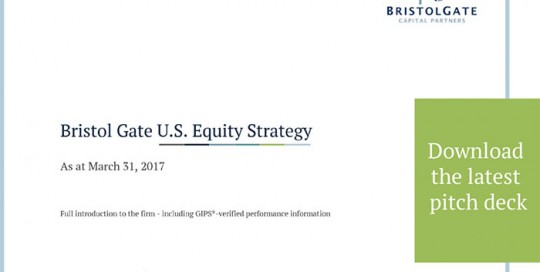 BRISTOLGATE
CAPITAL PARTNERS
Bristol Gate U.S. Equity Strategy
As at March 31, 2017
Full introduction to the firm - including GIPS®-verified performance information
Download
the latest
pitch deck